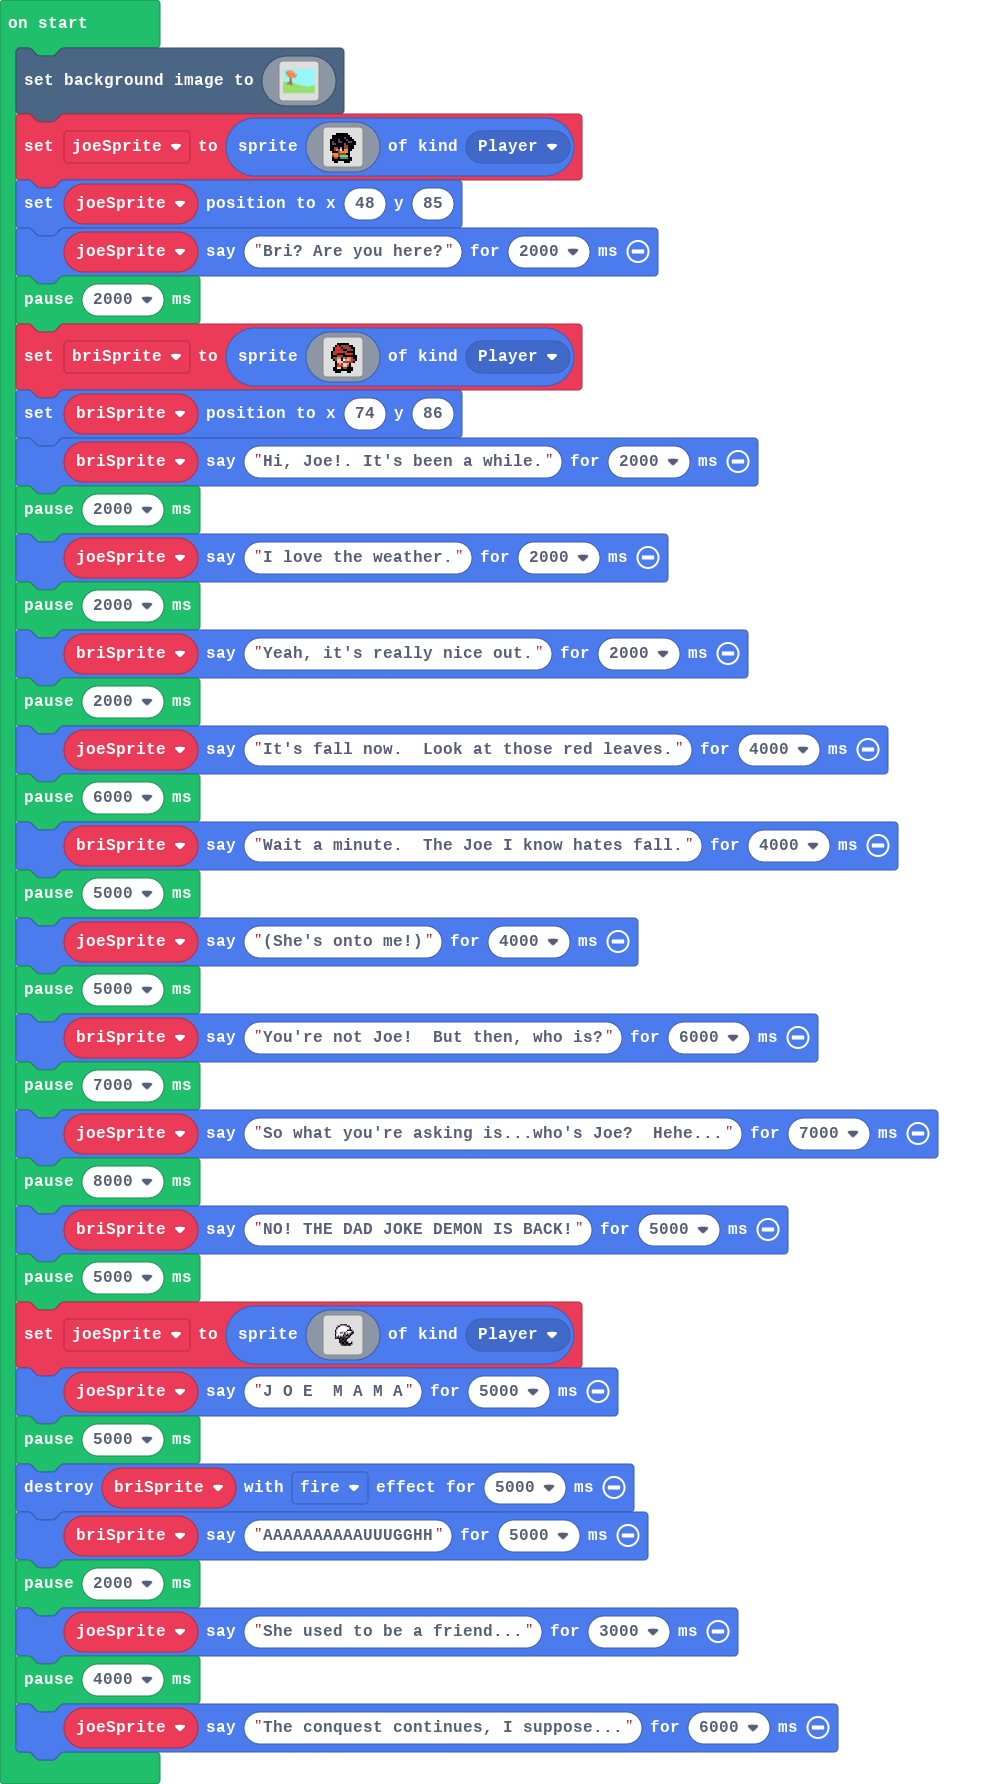 on start
set background image to
set joeSprite to sprite of kind Player
set joeSprite position to x 48 y 85
joeSprite say "Bri? Are you here?" for 2000 ms
pause 2000 ms
set briSprite to sprite of kind Player
set briSprite position to x 74 y 86
briSprite say "Hi, Joe!. It's been a while." for 2000 ms
pause 2000 ms
joeSprite say "I love the weather." for 2000 ms
pause 2000 ms
briSprite say "Yeah, it's really nice out." for 2000 ms
pause 2000 ms
joeSprite say "It's fall now.  Look at those red leaves." for 4000 ms
pause 6000 ms
briSprite say "Wait a minute.  The Joe I know hates fall." for 4000 ms
pause 5000 ms
joeSprite say "(She's onto me!)" for 4000 ms
pause 5000 ms
briSprite say "You're not Joe!  But then, who is?" for 6000 ms
pause 7000 ms
joeSprite say "So what you're asking is...who's Joe?  Hehe..." for 7000 ms
pause 8000 ms
briSprite say "NO! THE DAD JOKE DEMON IS BACK!" for 5000 ms
pause 5000 ms
set joeSprite to sprite of kind Player
joeSprite say "J O E  M A M A" for 5000 ms
pause 5000 ms
destroy briSprite with fire effect for 5000 ms
briSprite say "AAAAAAAAAAUUUGGHH" for 5000 ms
pause 2000 ms
joeSprite say "She used to be a friend..." for 3000 ms
pause 4000 ms
joeSprite say "The conquest continues, I suppose..." for 6000 ms